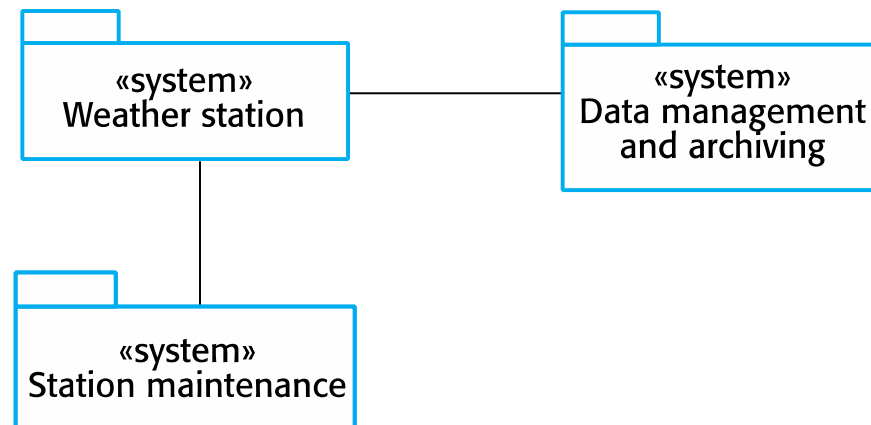 «system»
Weather station
«system»
Data management
and archiving
«system»
Station maintenance